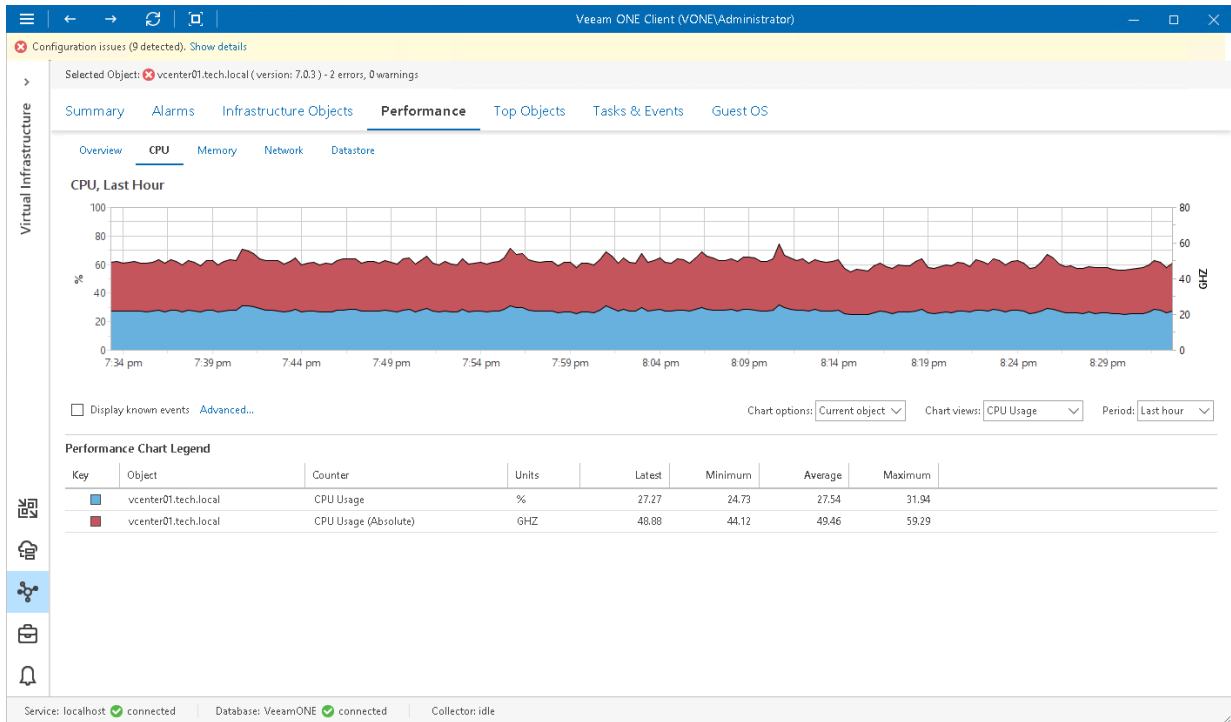 Veeam ONE Client (VONE\Administrator)
Configuration issues (9 detected). Show details
Virtual Infrastructure
Selected Object: vcenter01.tech.local ( version: 7.0.3 ) - 2 errors, 0 warnings
Summary Alarms Infrastructure Objects Performance Top Objects Tasks & Events Guest OS
Overview CPU Memory Network Datastore
CPU, Last Hour
100 80
80
60
60
% 40 40 GHZ
20 20
0 0
7:34 pm 7:39 pm 7:44 pm 7:49 pm 7:54 pm 7:59 pm 8:04 pm 8:09 pm 8:14 pm 8:19 pm 8:24 pm 8:29 pm
Display known events Advanced... Chart options: Current object Chart views: CPU Usage Period: Last hour
Performance Chart Legend
Key Object Counter Units Latest Minimum Average Maximum
vcenter01.tech.local CPU Usage % 27.27 24.73 27.54 31.94
vcenter01.tech.local CPU Usage (Absolute) GHZ 48.88 44.12 49.46 59.29
Service: localhost connected Database: VeeamONE connected Collector: idle